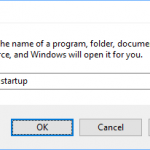 the name of a program, folder, docume
rce, and Windows will open it for you.
startup
OK
Cancel